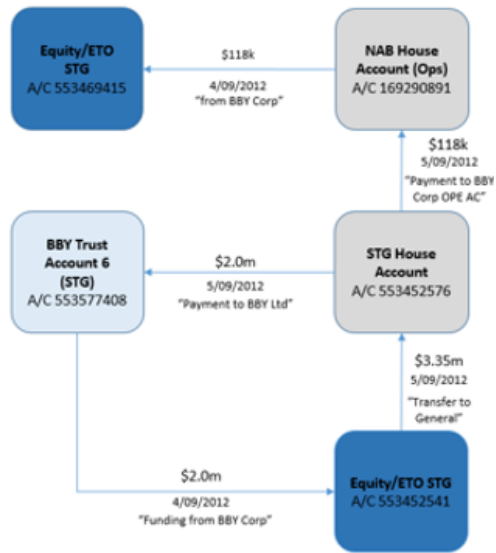 Equity/ETO
STG
A/C 553469415
$118k
4/09/2012
"from BBY Corp"
NAB House
Account (Ops)
A/C 169290891
$118k
5/09/2012
"Payment to BBY
Corp OPE AC"
BBY Trust
Account 6
(STG)
A/C 553577408
$2.0m
5/09/2012
"Payment to BBY Ltd"
STG House
Account
A/C 553452576
$3.35m
5/09/2012
"Transfer to
General"
$2.0m
4/09/2012
"Funding from BBY Corp"
Equity/ETO STG
A/C 553452541